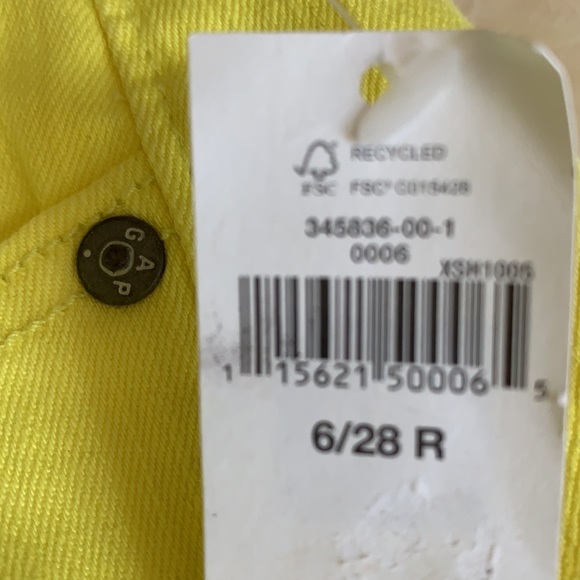 RECYCLED
FSC FSC® C015428
345836-00-1
0006
XSH1005
1 15621 50006 5
6/28 R
GAP